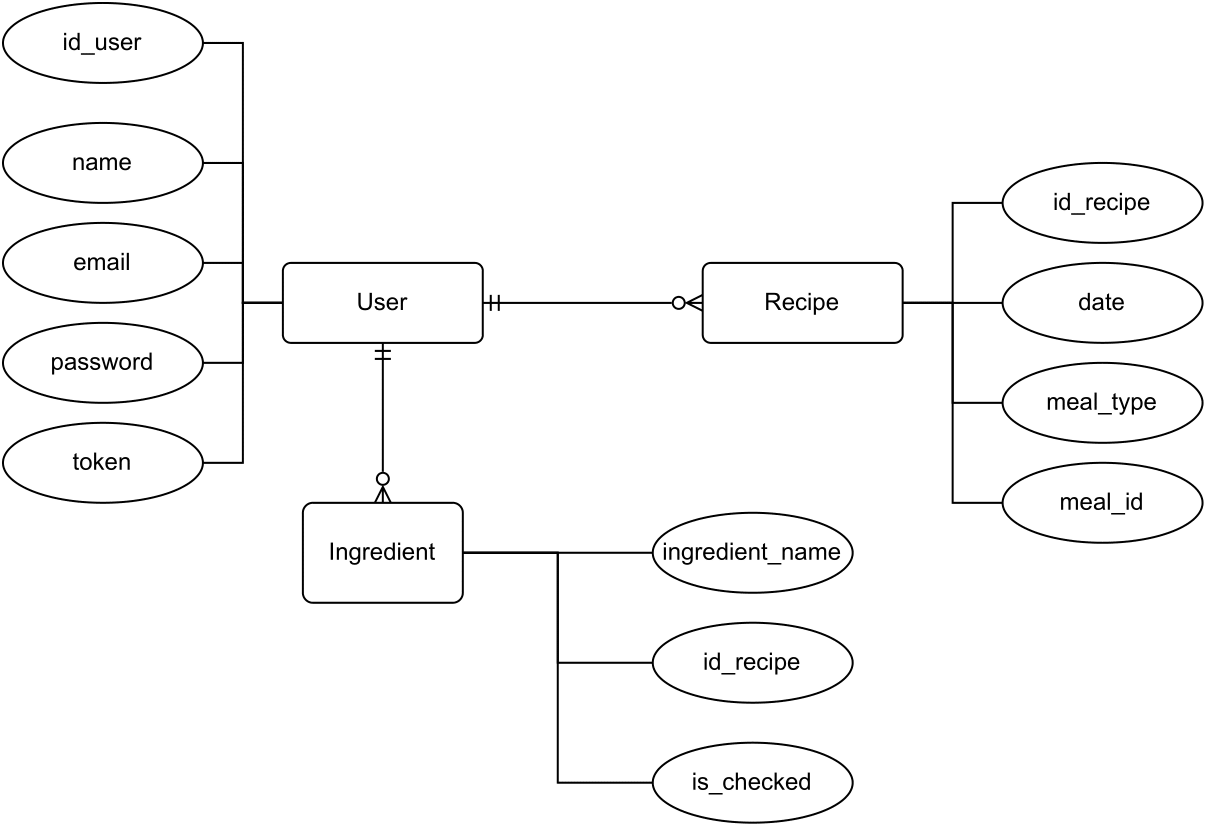 id_user
name
email
password
token
User
Recipe
id_recipe
date
meal_type
meal_id
Ingredient
ingredient_name
id_recipe
is_checked